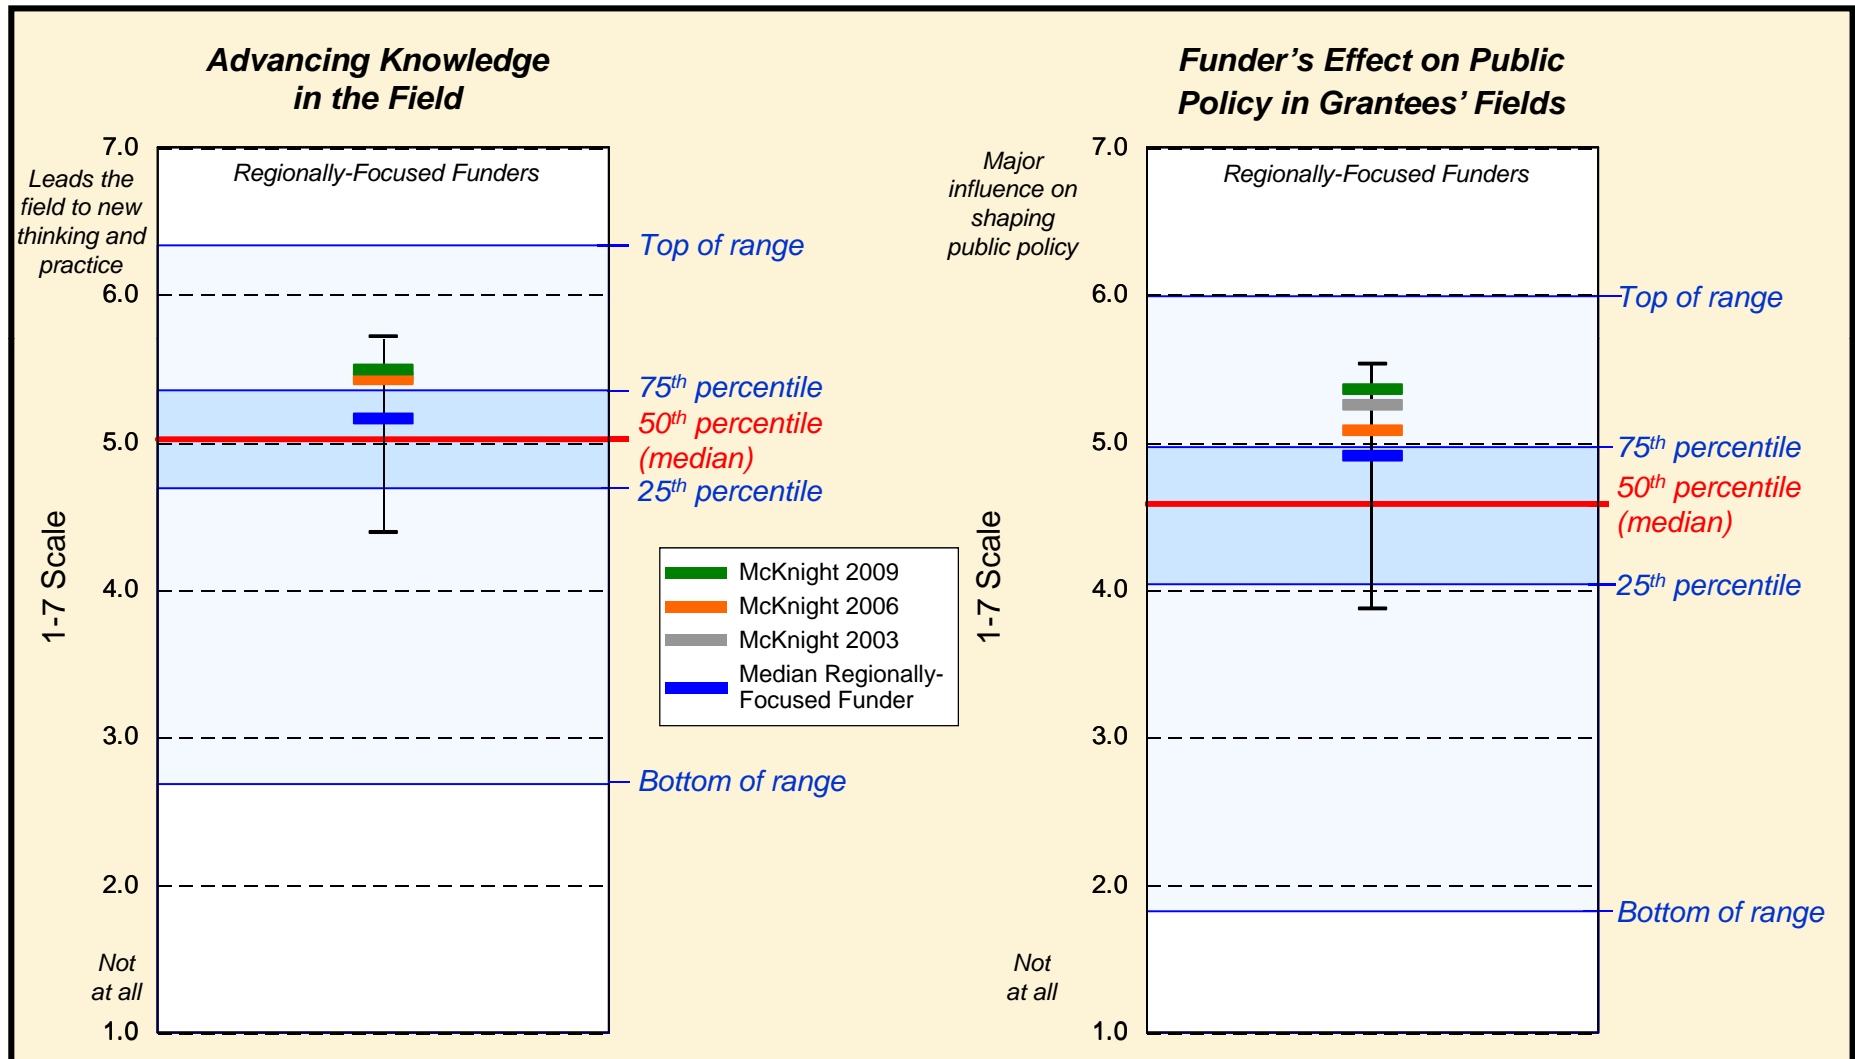 Advancing Knowledge
in the Field
7.0
Leads the
field to new
thinking and
practice
Regionally-Focused Funders
Top of range
6.0
75th percentile
50th percentile
(median)
5.0
25th percentile
1-7 Scale
4.0
3.0
Bottom of range
2.0
Not
at all
1.0
McKnight 2009
McKnight 2006
McKnight 2003
Median Regionally-
Focused Funder
Funder’s Effect on Public
Policy in Grantees’ Fields
7.0
Major
influence on
shaping
public policy
Regionally-Focused Funders
6.0
Top of range
5.0
75th percentile
50th percentile
(median)
1-7 Scale
25th percentile
4.0
3.0
2.0
Bottom of range
Not
at all
1.0